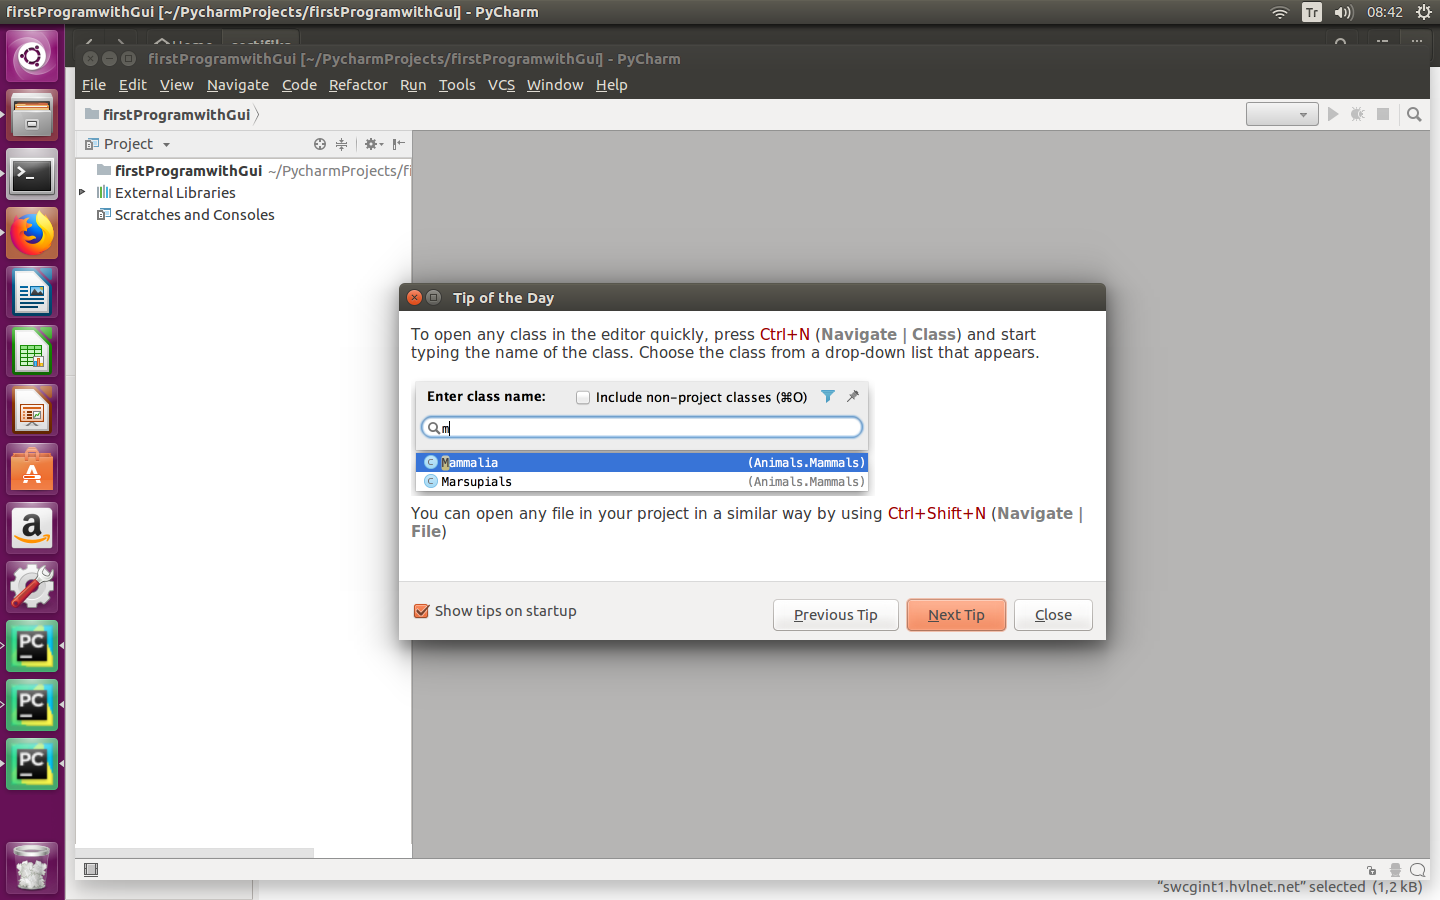 firstProgramwithGui [~/PycharmProjects/firstProgramwithGui] - PyCharm
Tr
08:42
firstProgramwithGui [~/PycharmProjects/firstProgramwithGui] - PyCharm
File Edit View Navigate Code Refactor Run Tools VCS Window Help
firstProgramwithGui
Project
firstProgramwithGui ~/PycharmProjects/fi
External Libraries
Scratches and Consoles
Tip of the Day
To open any class in the editor quickly, press Ctrl+N (Navigate | Class) and start
typing the name of the class. Choose the class from a drop-down list that appears.
Enter class name: Include non-project classes (⌘O)
m
C Mammalia (Animals.Mammals)
C Marsupials (Animals.Mammals)
You can open any file in your project in a similar way by using Ctrl+Shift+N (Navigate |
File)
Show tips on startup
Previous Tip Next Tip Close
PC
PC
PC
“swcgint1.hvlnet.net” selected (1,2 kB)